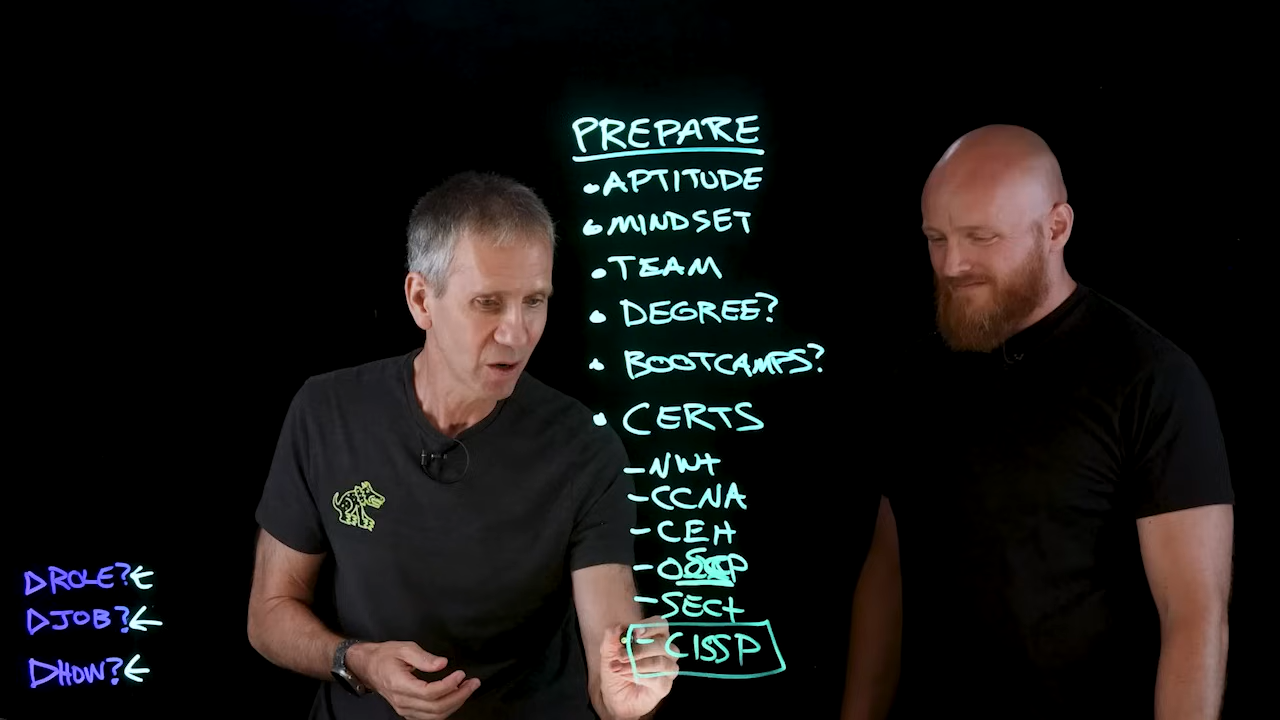 PREPARE
• APTITUDE
• MINDSET
• TEAM
• DEGREE?
• BOOTCAMPS?
• CERTS
- NW+
- CCNA
- CEH
- SEC+
- CISSP
▷ ROLE? ←
▷ JOB? ←
▷ HOW? ←